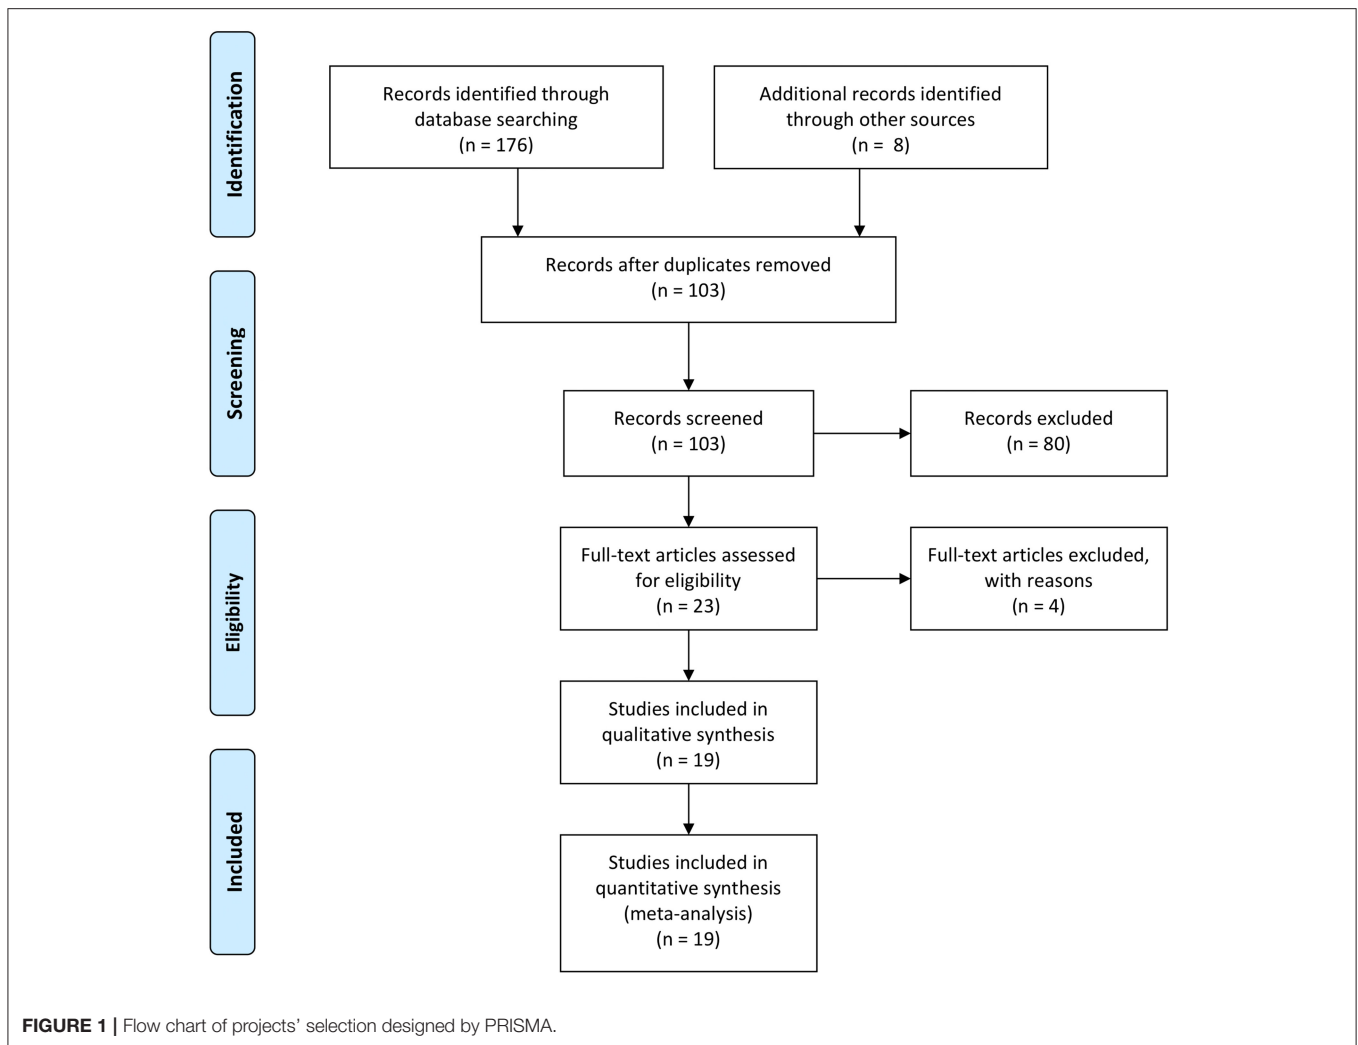 Identification
Records identified through
database searching
(n = 176)
Additional records identified
through other sources
(n =  8)
Records after duplicates removed
(n = 103)
Screening
Records screened
(n = 103)
Records excluded
(n = 80)
Eligibility
Full-text articles assessed
for eligibility
(n = 23)
Full-text articles excluded,
with reasons
(n = 4)
Studies included in
qualitative synthesis
(n = 19)
Included
Studies included in
quantitative synthesis
(meta-analysis)
(n = 19)
FIGURE 1 | Flow chart of projects’ selection designed by PRISMA.